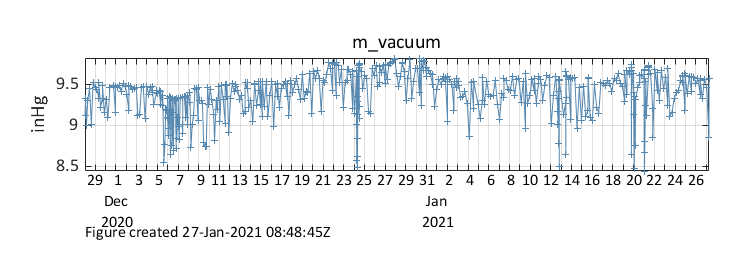 m_vacuum
inHg
9.5
9
8.5
29 1 3 5 7 9 11 13 15 17 19 21 23 25 27 29 31 2 4 6 8 10 12 14 16 18 20 22 24 26
Dec Jan
2020 2021
Figure created 27-Jan-2021 08:48:45Z